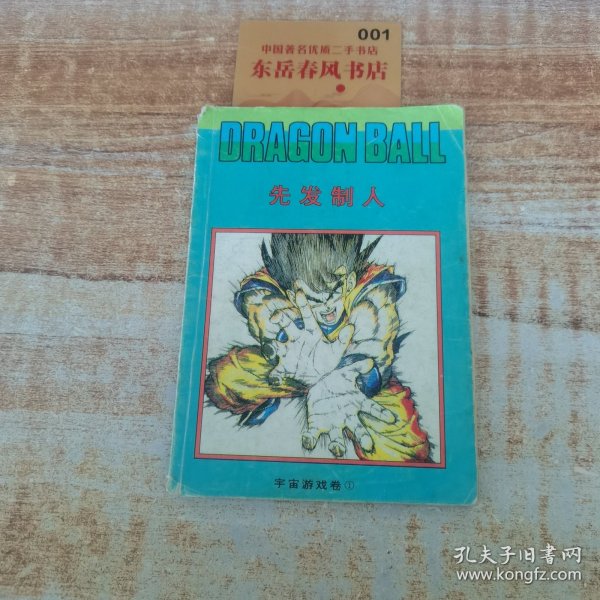 001
中国著名优质二手书店
东岳春风书店
DRAGON BALL
先发制人
宇宙游戏卷①
孔夫子旧书网
www.kongfz.com